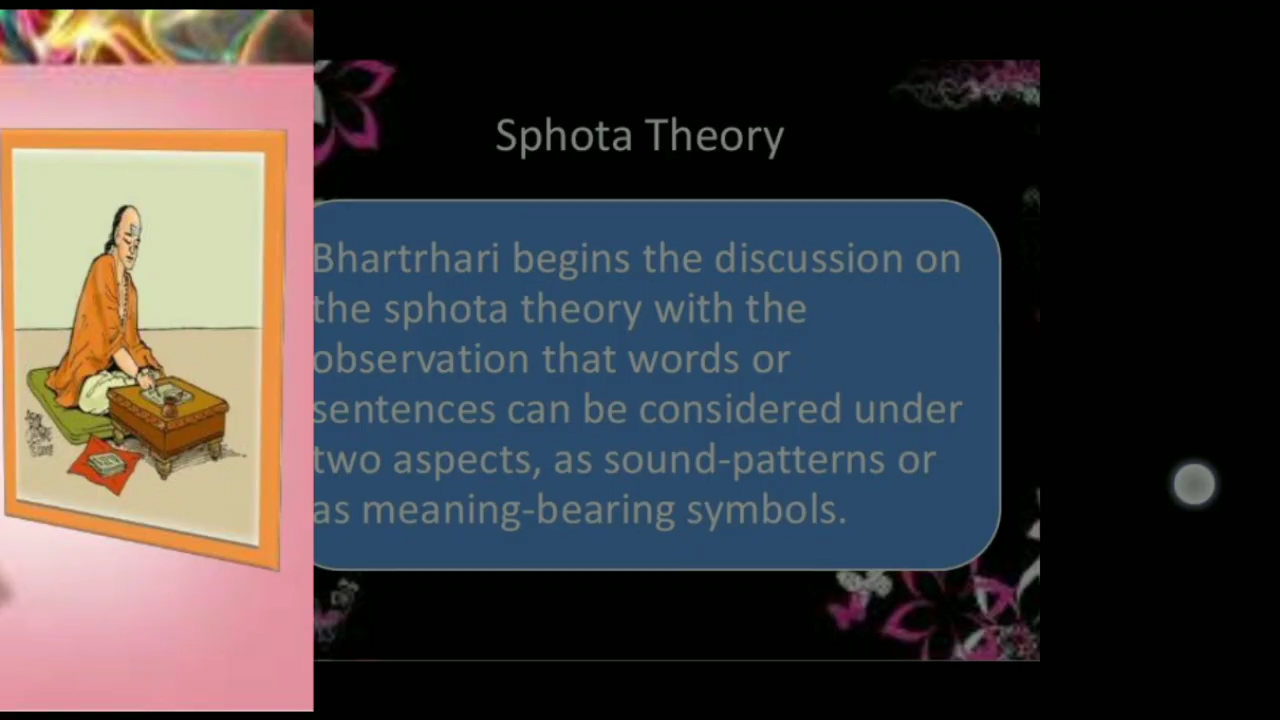 Sphota Theory
Bhartrhari begins the discussion on
the sphota theory with the
observation that words or
sentences can be considered under
two aspects, as sound-patterns or
as meaning-bearing symbols.